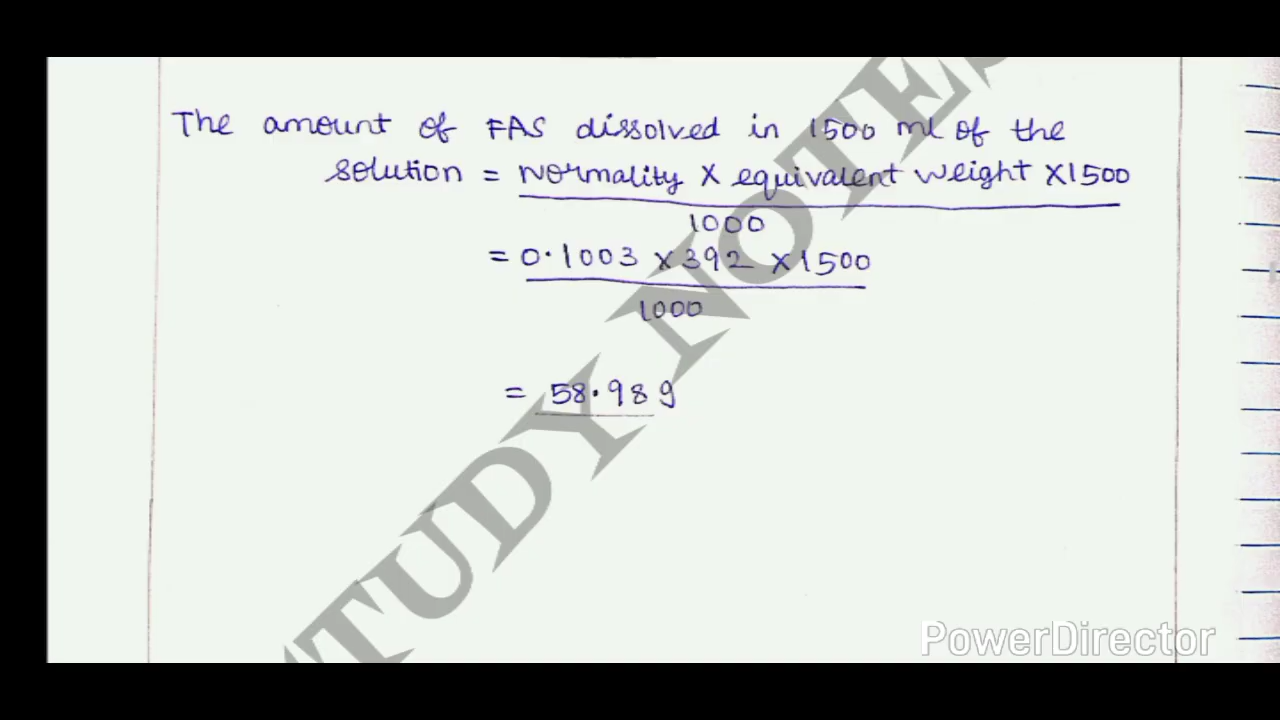 The amount of FAS dissolved in 1500 ml of the
solution = normality X equivalent weight X1500
1000
= 0.1003 X 392 X 1500
1000
= 58.98 g
STUDY NOTES
PowerDirector